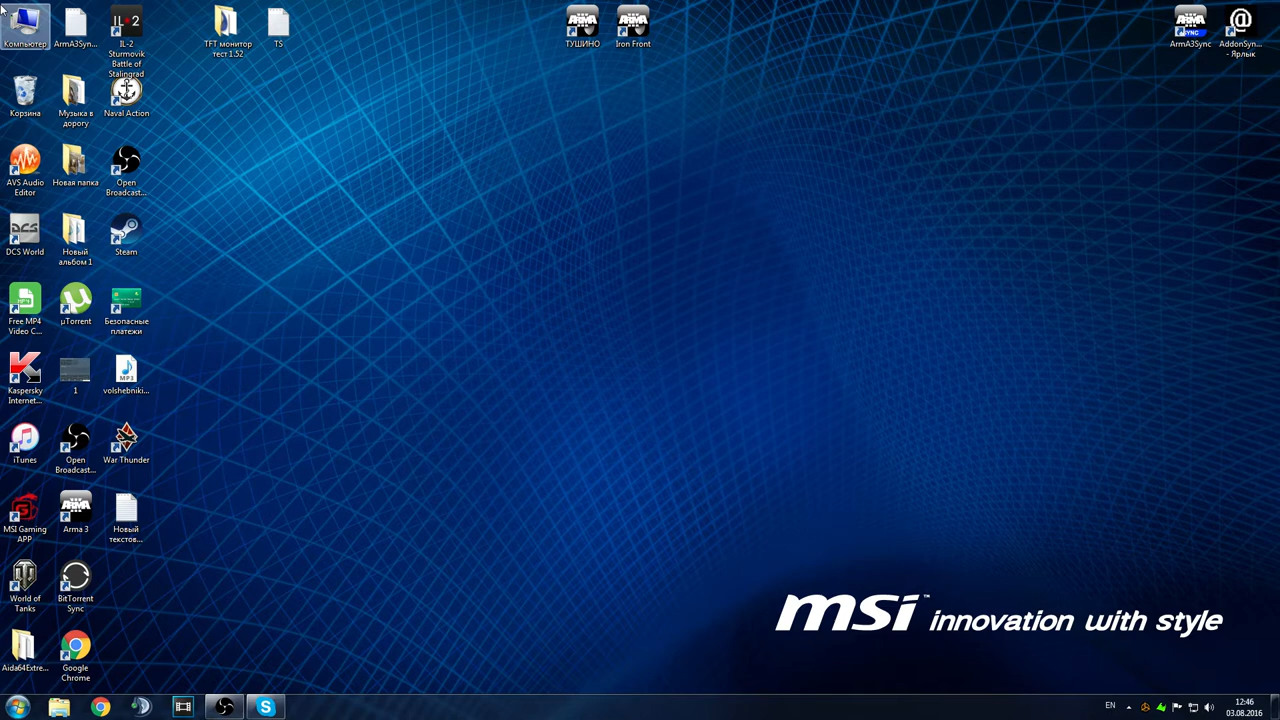 Компьютер
ArmA3Syn...
IL-2
Sturmovik
Battle of
Stalingrad
TFT монитор
тест 1.52
TS
ТУШИНО
Iron Front
ArmA3Sync
AddonSyn...
- Ярлык
Корзина
Музыка в
дорогу
Naval Action
AVS Audio
Editor
Новая папка
Open
Broadcast...
DCS World
Новый
альбом 1
Steam
Free MP4
Video C...
µTorrent
Безопасные
платежи
Kaspersky
Internet...
1
volshebniki...
iTunes
Open
Broadcast...
War Thunder
MSI Gaming
APP
Arma 3
Новый
текстов...
World of
Tanks
BitTorrent
Sync
Aida64Extre...
Google
Chrome
msi™ innovation with style
EN
12:46
03.08.2016